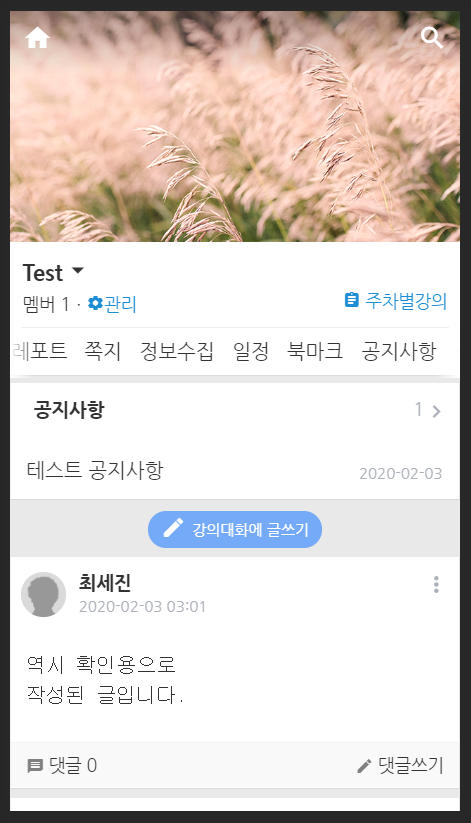 Test
멤버 1 · 관리
주차별강의
레포트 쪽지 정보수집 일정 북마크 공지사항
공지사항 1
테스트 공지사항 2020-02-03
강의대화에 글쓰기
최세진
2020-02-03 03:01
역시 확인용으로
작성된 글입니다.
댓글 0 댓글쓰기